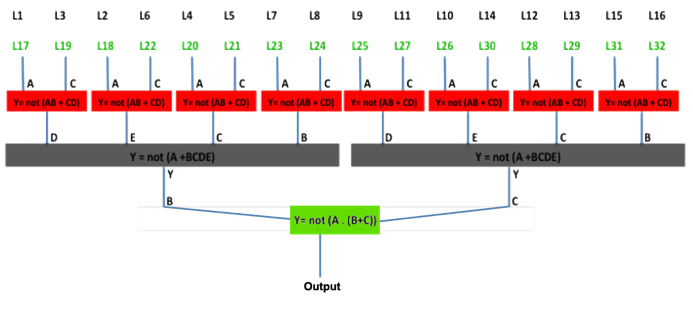 L1 L3 L2 L6 L4 L5 L7 L8 L9 L11 L10 L14 L12 L13 L15 L16
L17 L19 L18 L22 L20 L21 L23 L24 L25 L27 L26 L30 L28 L29 L31 L32
A C A C A C A C A C A C A C A C
Y= not (AB + CD) Y= not (AB + CD) Y= not (AB + CD) Y= not (AB + CD) Y= not (AB + CD) Y= not (AB + CD) Y= not (AB + CD) Y= not (AB + CD)
D E C B D E C B
Y = not (A +BCDE) Y = not (A +BCDE)
Y Y
B C
Y= not (A . (B+C))
Output